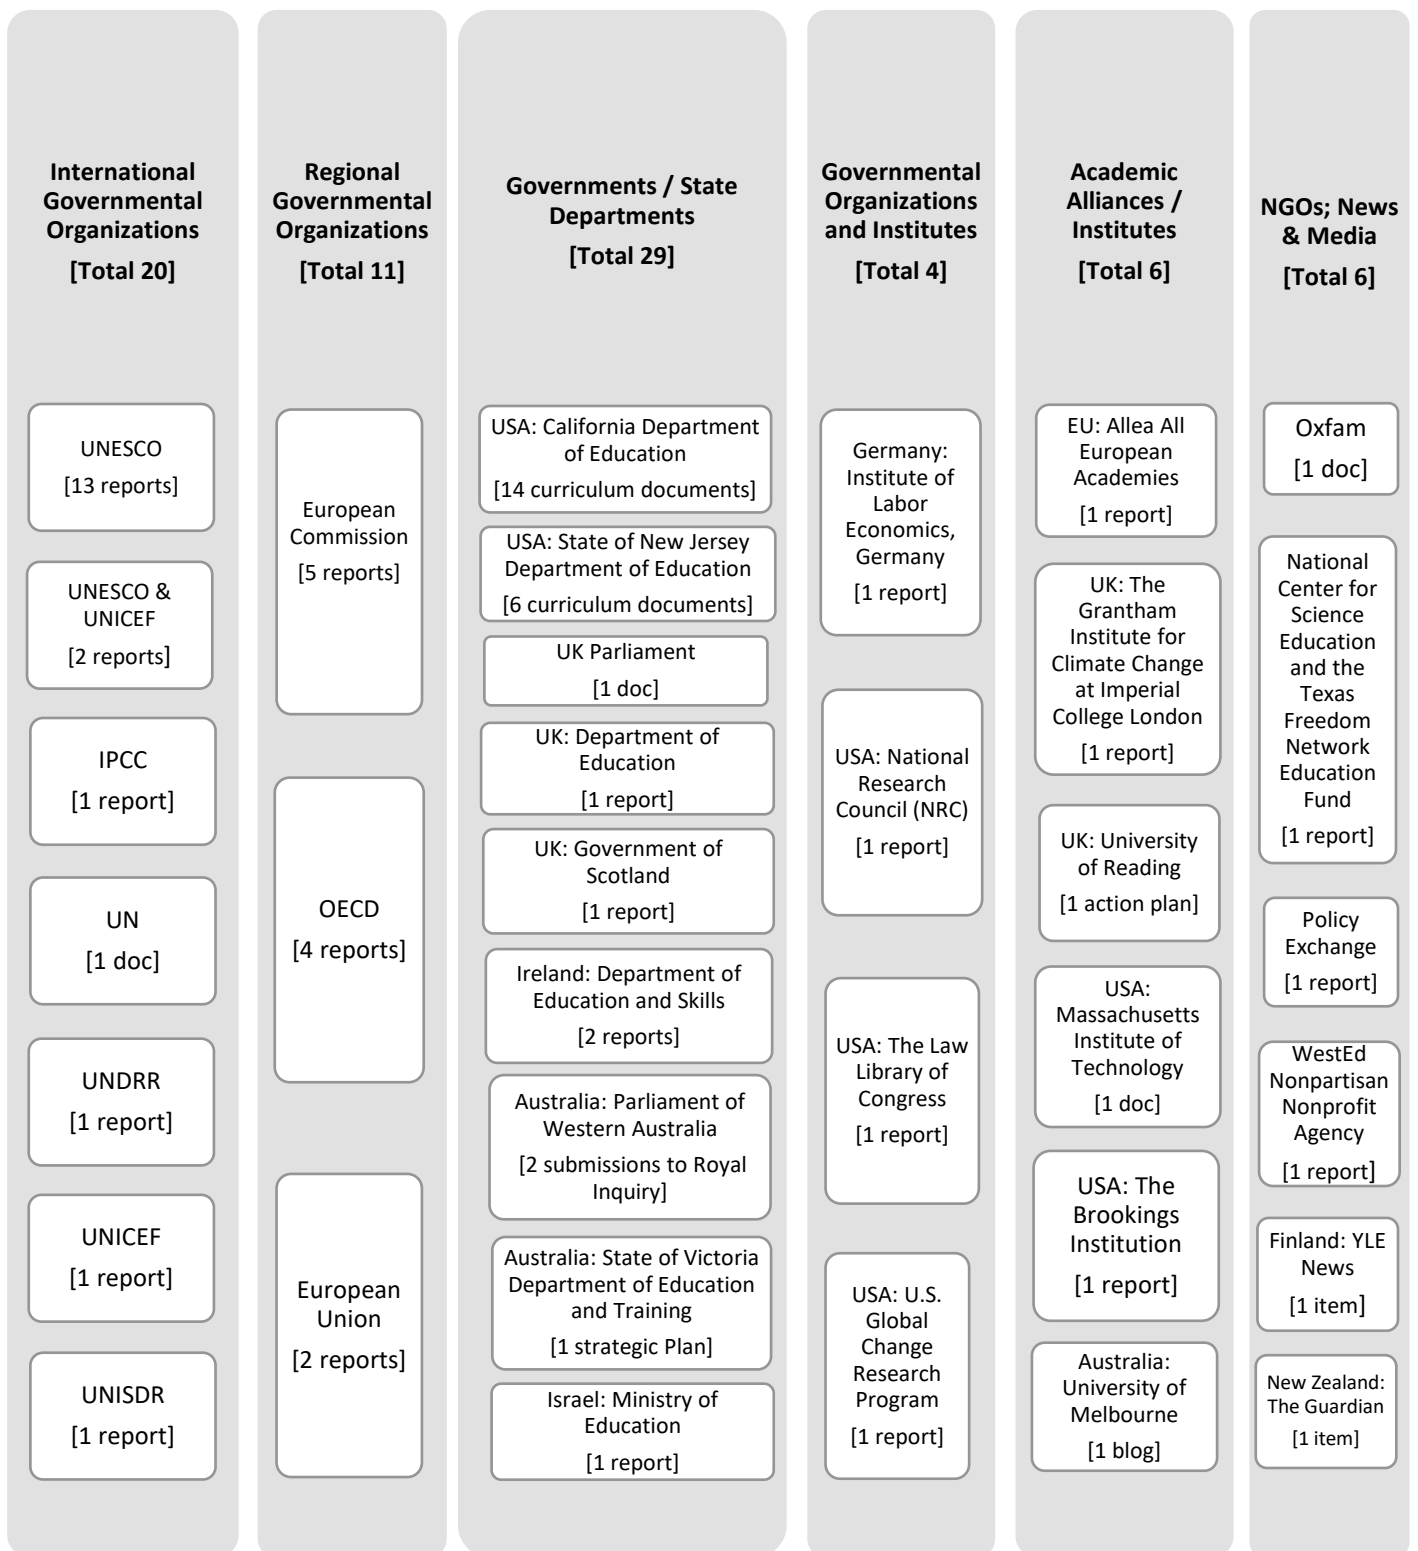 International
Governmental
Organizations
[Total 20]
UNESCO
[13 reports]
UNESCO &
UNICEF
[2 reports]
IPCC
[1 report]
UN
[1 doc]
UNDRR
[1 report]
UNICEF
[1 report]
UNISDR
[1 report]
Regional
Governmental
Organizations
[Total 11]
European
Commission
[5 reports]
OECD
[4 reports]
European
Union
[2 reports]
Governments / State
Departments
[Total 29]
USA: California Department
of Education
[14 curriculum documents]
USA: State of New Jersey
Department of Education
[6 curriculum documents]
UK Parliament
[1 doc]
UK: Department of
Education
[1 report]
UK: Government of
Scotland
[1 report]
Ireland: Department of
Education and Skills
[2 reports]
Australia: Parliament of
Western Australia
[2 submissions to Royal
Inquiry]
Australia: State of Victoria
Department of Education
and Training
[1 strategic Plan]
Israel: Ministry of
Education
[1 report]
Governmental
Organizations
and Institutes
[Total 4]
Germany:
Institute of
Labor
Economics,
Germany
[1 report]
USA: National
Research
Council (NRC)
[1 report]
USA: The Law
Library of
Congress
[1 report]
USA: U.S.
Global
Change
Research
Program
[1 report]
Academic
Alliances /
Institutes
[Total 6]
EU: Allea All
European
Academies
[1 report]
UK: The
Grantham
Institute for
Climate Change
at Imperial
College London
[1 report]
UK: University
of Reading
[1 action plan]
USA:
Massachusetts
Institute of
Technology
[1 doc]
USA: The
Brookings
Institution
[1 report]
Australia:
University of
Melbourne
[1 blog]
NGOs; News
& Media
[Total 6]
Oxfam
[1 doc]
National
Center for
Science
Education
and the
Texas
Freedom
Network
Education
Fund
[1 report]
Policy
Exchange
[1 report]
WestEd
Nonpartisan
Nonprofit
Agency
[1 report]
Finland: YLE
News
[1 item]
New Zealand:
The Guardian
[1 item]